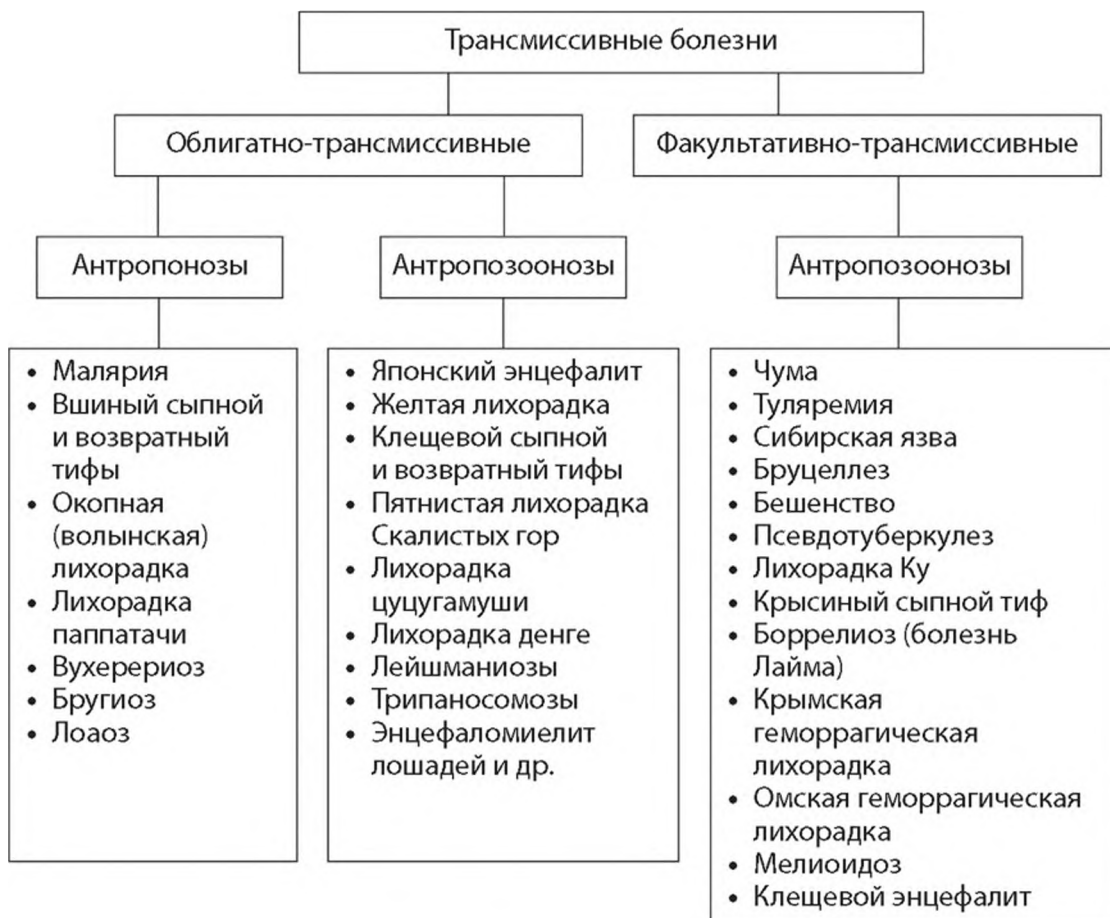 Трансмиссивные болезни
Облигатно-трансмиссивные
Факультативно-трансмиссивные
Антропонозы
Антропозоонозы
Антропозоонозы
• Малярия
• Вшиный сыпной
и возвратный
тифы
• Окопная
(волынская)
лихорадка
• Лихорадка
паппатачи
• Вухерериоз
• Бругиоз
• Лоаоз
• Японский энцефалит
• Желтая лихорадка
• Клещевой сыпной
и возвратный тифы
• Пятнистая лихорадка
Скалистых гор
• Лихорадка
цуцугамуши
• Лихорадка денге
• Лейшманиозы
• Трипаносомозы
• Энцефаломиелит
лошадей и др.
• Чума
• Туляремия
• Сибирская язва
• Бруцеллез
• Бешенство
• Псевдотуберкулез
• Лихорадка Ку
• Крысиный сыпной тиф
• Боррелиоз (болезнь
Лайма)
• Крымская
геморрагическая
лихорадка
• Омская геморрагическая
лихорадка
• Мелиоидоз
• Клещевой энцефалит